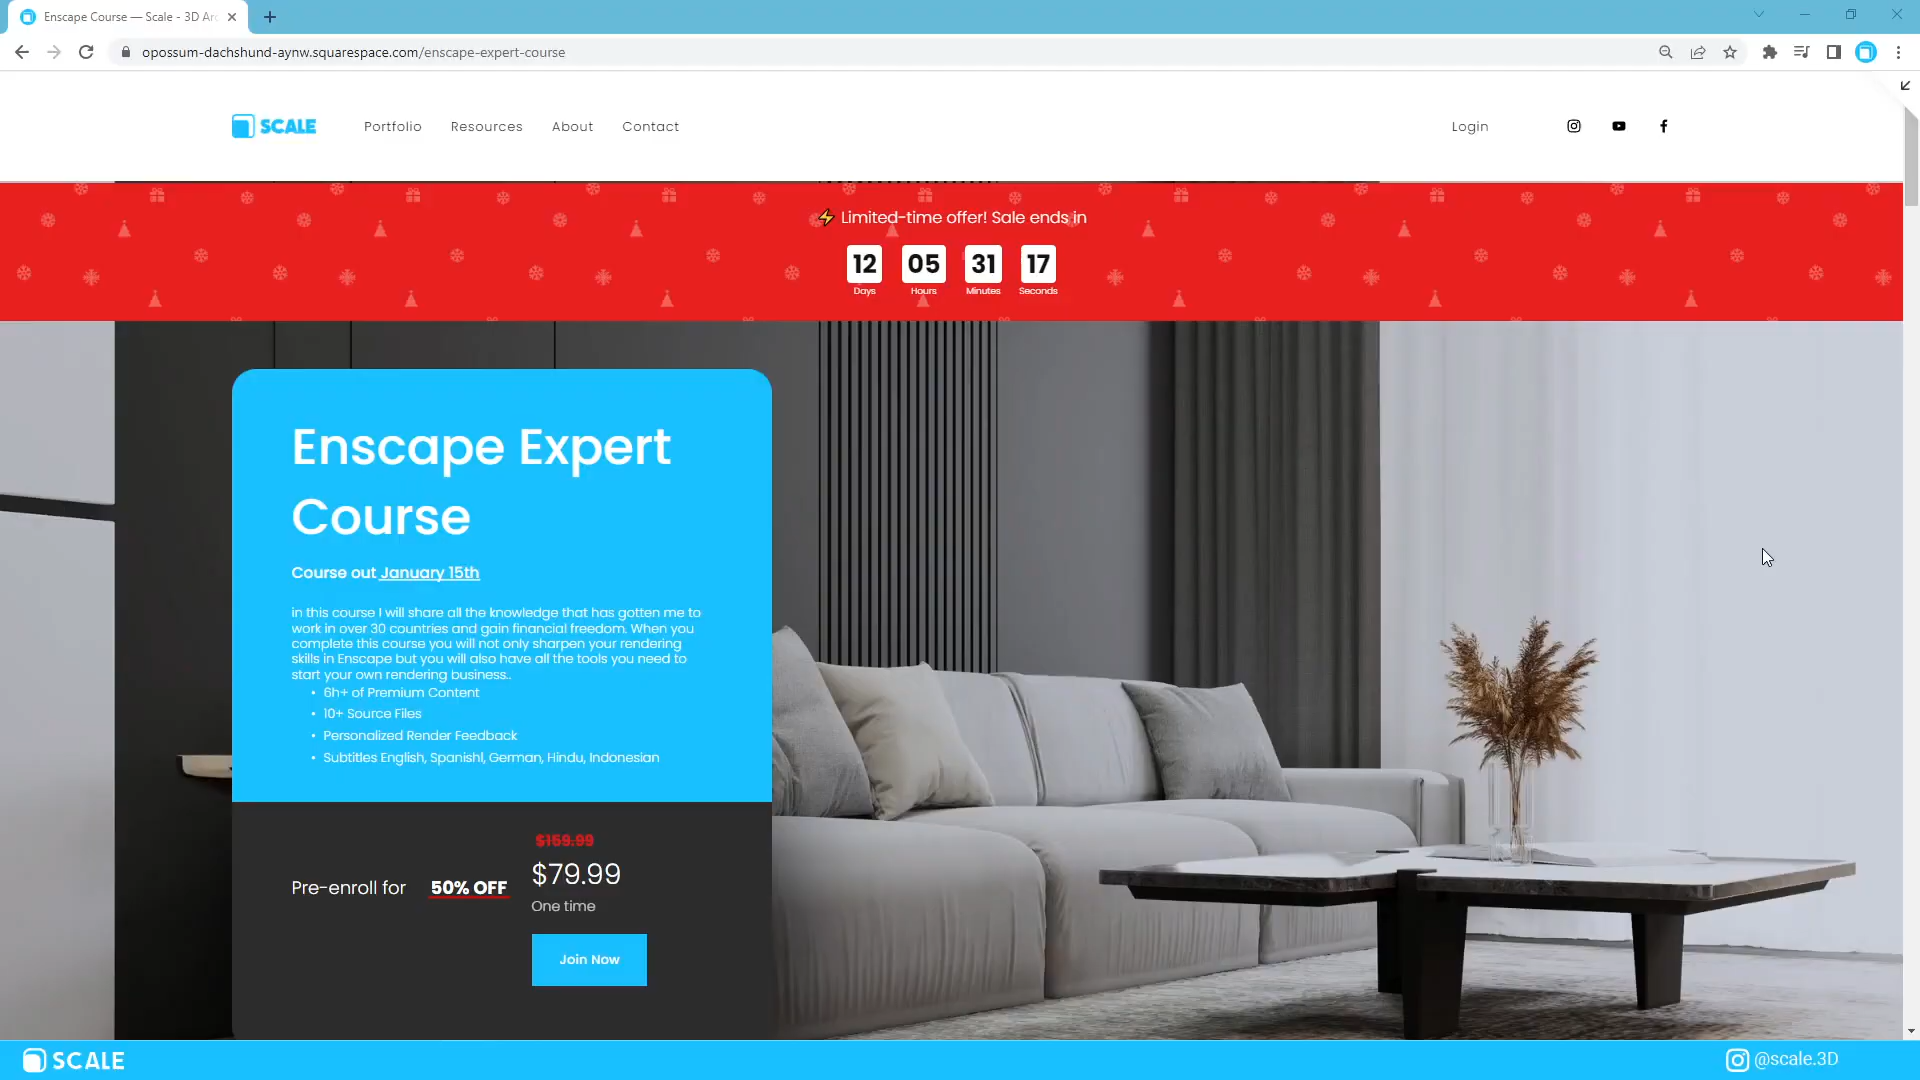 Enscape Course — Scale - 3D Arc
opossum-dachshund-aynw.squarespace.com/enscape-expert-course
SCALE
Portfolio
Resources
About
Contact
Login
⚡ Limited-time offer! Sale ends in
12 05 31 17
Days Hours Minutes Seconds
Enscape Expert
Course
Course out January 15th
in this course I will share all the knowledge that has gotten me to
work in over 30 countries and gain financial freedom. When you
complete this course you will not only sharpen your rendering
skills in Enscape but you will also have all the tools you need to
start your own rendering business..
• 6h+ of Premium Content
• 10+ Source Files
• Personalized Render Feedback
• Subtitles English, Spanishl, German, Hindu, Indonesian
$159.99
Pre-enroll for 50% OFF
$79.99
One time
Join Now
SCALE
@scale.3D